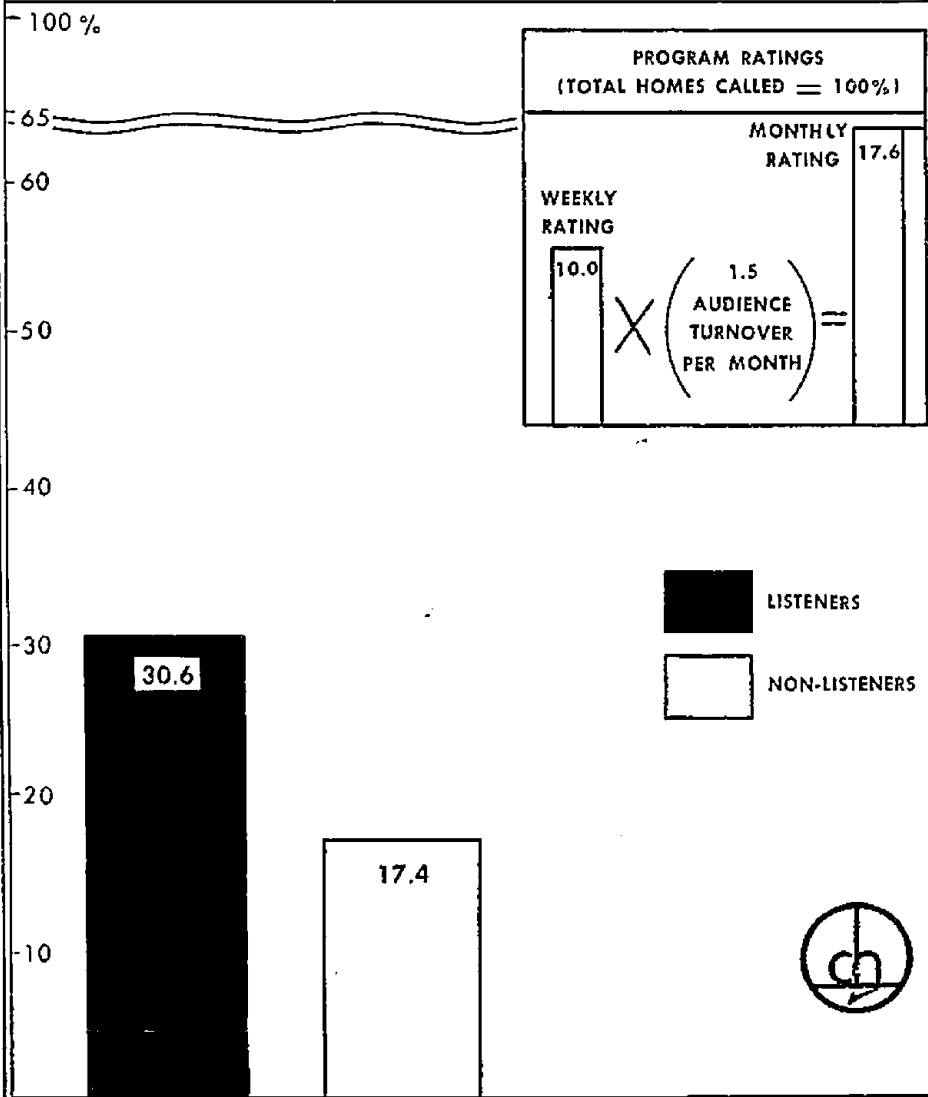 100 %
65
60
50
40
30
20
10
PROGRAM RATINGS
(TOTAL HOMES CALLED = 100%)
MONTHLY
RATING
17.6
WEEKLY
RATING
10.0
X
1.5
AUDIENCE
TURNOVER
PER MONTH
=
LISTENERS
NON-LISTENERS
30.6
17.4